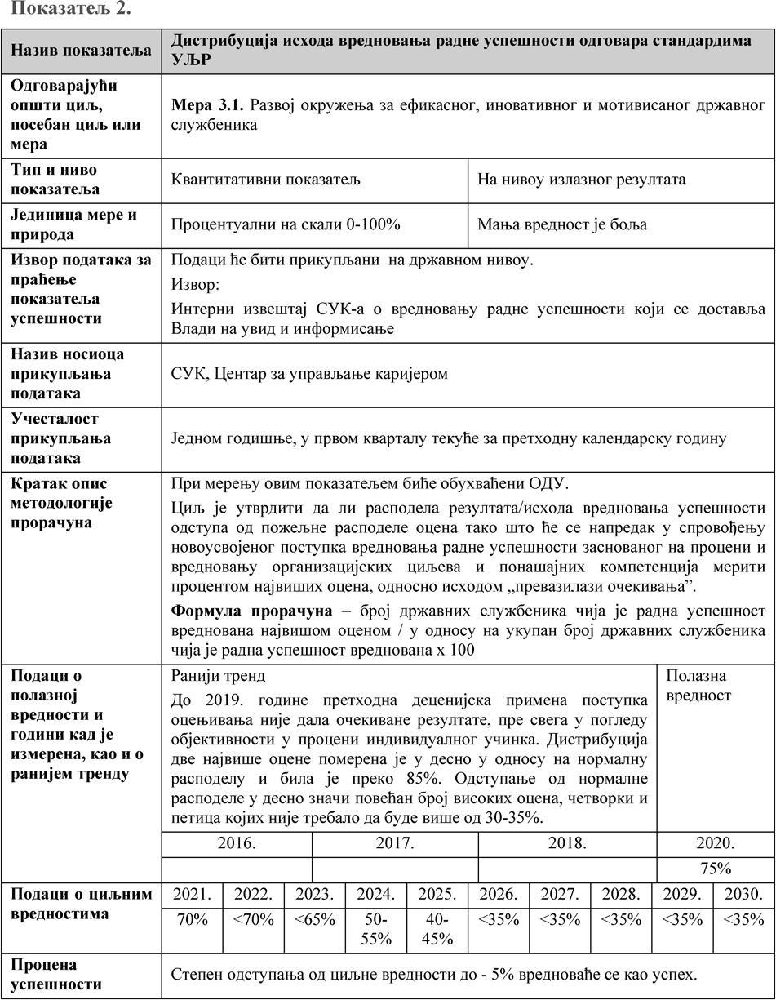 Показатељ 2.
Назив показатеља
Дистрибуција исхода вредновања радне успешности одговара стандардима
УЉР
Одговарајући
општи циљ,
посебан циљ или
мера
Мера 3.1. Развој окружења за ефикасног, иновативног и мотивисаног државног
службеника
Тип и ниво
показатеља
Квантитативни показатељ
На нивоу излазног резултата
Јединица мере и
природа
Процентуални на скали 0-100%
Мања вредност је боља
Извор података за
праћење
показатеља
успешности
Подаци ће бити прикупљани на државном нивоу.
Извор:
Интерни извештај СУК-а о вредновању радне успешности који се доставља
Влади на увид и информисање
Назив носиоца
прикупљања
података
СУК, Центар за управљање каријером
Учесталост
прикупљања
података
Једном годишње, у првом кварталу текуће за претходну календарску годину
Кратак опис
методологије
прорачуна
При мерењу овим показатељем биће обухваћени ОДУ.
Циљ је утврдити да ли расподела резултата/исхода вредновања успешности
одступа од пожељне расподеле оцена тако што ће се напредак у спровођењу
новоусвојеног поступка вредновања радне успешности заснованог на процени и
вредновању организацијских циљева и понашајних компетенција мерити
процентом највиших оцена, односно исходом „превазилази очекивања”.
Формула прорачуна – број државних службеника чија је радна успешност
вреднована највишом оценом / у односу на укупан број државних службеника
чија је радна успешност вреднована x 100
Подаци о
полазној
вредности и
години кад је
измерена, као и о
ранијем тренду
Ранији тренд
До 2019. године претходна деценијска примена поступка
оцењивања није дала очекиване резултате, пре свега у погледу
објективности у процени индивидуалног учинка. Дистрибуција
две највише оцене померена је у десно у односу на нормалну
расподелу и била је преко 85%. Одступање од нормалне
расподеле у десно значи повећан број високих оцена, четворки и
петица којих није требало да буде више од 30-35%.
Полазна
вредност
2016. 2017. 2018. 2020.
75%
Подаци о циљним
вредностима
2021. 2022. 2023. 2024. 2025. 2026. 2027. 2028. 2029. 2030.
70% <70% <65% 50-55% 40-45% <35% <35% <35% <35% <35%
Процена
успешности
Степен одступања од циљне вредности до - 5% вредноваће се као успех.